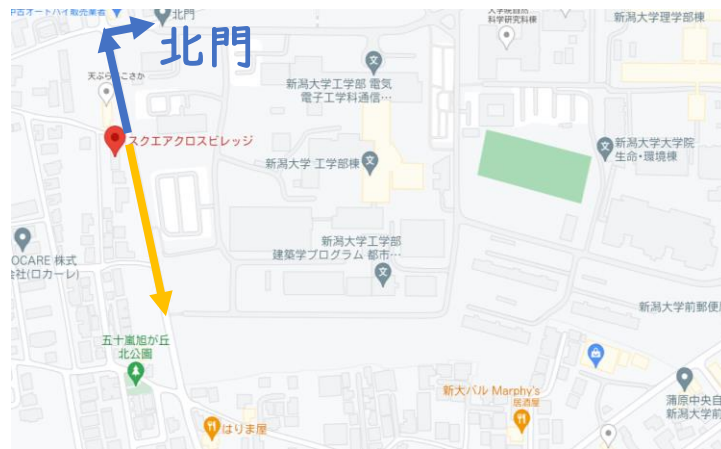 中古オートバイ販売業者
北門
北門
大学院自然
科学研究科棟
新潟大学理学部棟
天ぷら
こさか
新潟大学工学部 電気
電子工学科通信…
スクエアクロスビレッジ
新潟大学 工学部棟
新潟大学大学院
生命・環境棟
OCARE 株式
会社(ロカーレ)
新潟大学工学部
建築学プログラム 都市…
新潟大学前郵便
五十嵐旭が丘
北公園
新大バル Marphy's
居酒屋
蒲原中央自
新潟大学前
はりま屋